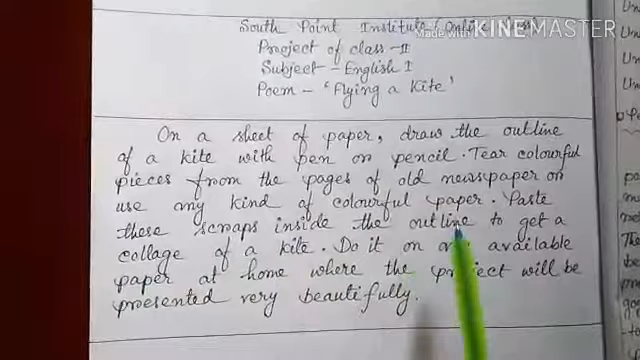 South Point Institute (Onli
Made with KINEMASTER
Project of class - II
Subject - English I
Poem - 'Flying a Kite'
On a sheet of paper, draw the outline
of a kite with pen or pencil. Tear colourful
pieces from the pages of old newspaper or
use any kind of colourful paper. Paste
these scraps inside the outline to get a
collage of a kite. Do it on available
paper at home where the project will be
presented very beautifully.